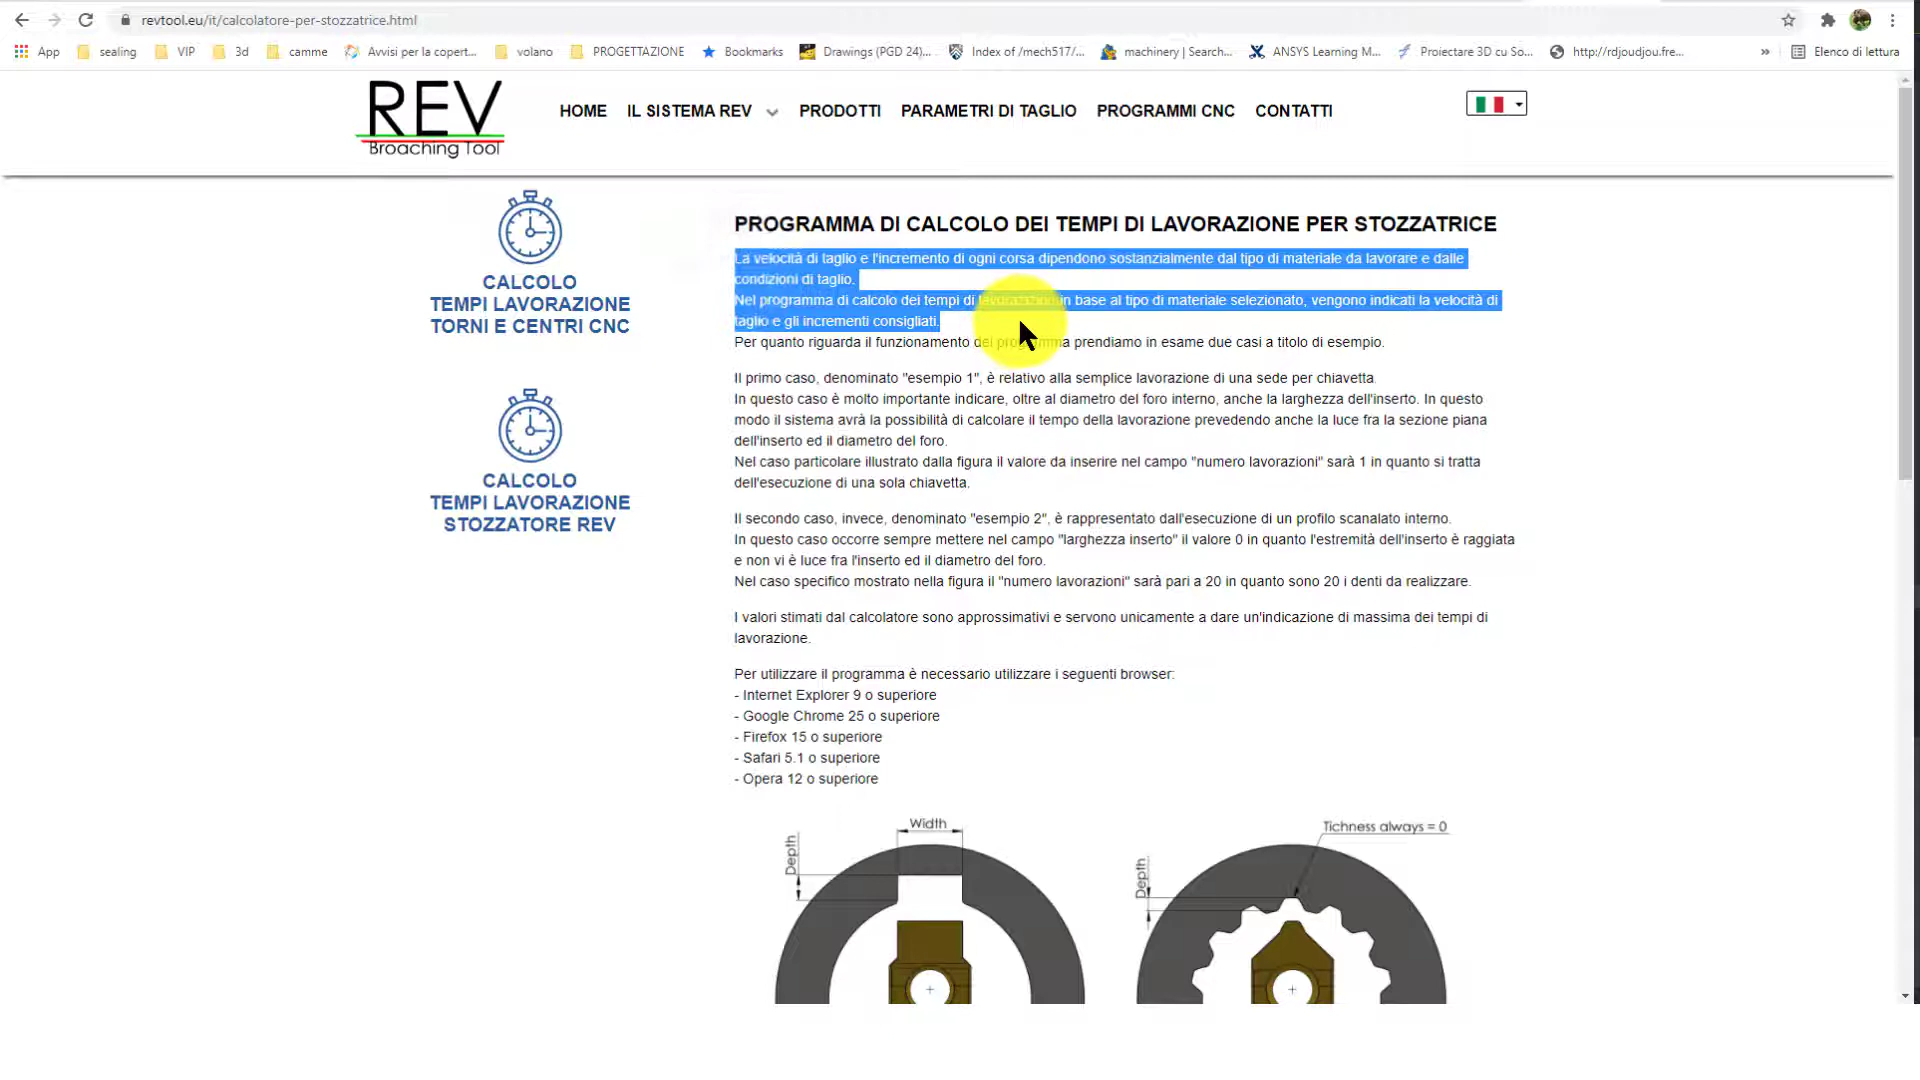 revtool.eu/it/calcolatore-per-stozzatrice.html
App sealing VIP 3d camme Avvisi per la copert... volano PROGETTAZIONE Bookmarks Drawings (PGD 24)... Index of /mech517/... machinery | Search... ANSYS Learning M... Proiectare 3D cu So... http://rdjoudjou.fre... » Elenco di lettura
REV
Broaching Tool
HOME IL SISTEMA REV PRODOTTI PARAMETRI DI TAGLIO PROGRAMMI CNC CONTATTI
CALCOLO
TEMPI LAVORAZIONE
TORNI E CENTRI CNC
CALCOLO
TEMPI LAVORAZIONE
STOZZATORE REV
PROGRAMMA DI CALCOLO DEI TEMPI DI LAVORAZIONE PER STOZZATRICE
La velocità di taglio e l'incremento di ogni corsa dipendono sostanzialmente dal tipo di materiale da lavorare e dalle
condizioni di taglio.
Nel programma di calcolo dei tempi di in base al tipo di materiale selezionato, vengono indicati la velocità di
taglio e gli incrementi consigliati.
Per quanto riguarda il funzionamento del programma prendiamo in esame due casi a titolo di esempio.
Il primo caso, denominato "esempio 1", è relativo alla semplice lavorazione di una sede per chiavetta.
In questo caso è molto importante indicare, oltre al diametro del foro interno, anche la larghezza dell'inserto. In questo
modo il sistema avrà la possibilità di calcolare il tempo della lavorazione prevedendo anche la luce fra la sezione piana
dell'inserto ed il diametro del foro.
Nel caso particolare illustrato dalla figura il valore da inserire nel campo "numero lavorazioni" sarà 1 in quanto si tratta
dell'esecuzione di una sola chiavetta.
Il secondo caso, invece, denominato "esempio 2", è rappresentato dall'esecuzione di un profilo scanalato interno.
In questo caso occorre sempre mettere nel campo "larghezza inserto" il valore 0 in quanto l'estremità dell'inserto è raggiata
e non vi è luce fra l'inserto ed il diametro del foro.
Nel caso specifico mostrato nella figura il "numero lavorazioni" sarà pari a 20 in quanto sono 20 i denti da realizzare.
I valori stimati dal calcolatore sono approssimativi e servono unicamente a dare un'indicazione di massima dei tempi di
lavorazione.
Per utilizzare il programma è necessario utilizzare i seguenti browser:
- Internet Explorer 9 o superiore
- Google Chrome 25 o superiore
- Firefox 15 o superiore
- Safari 5.1 o superiore
- Opera 12 o superiore
Width
Depth
Tichness always = 0
Depth